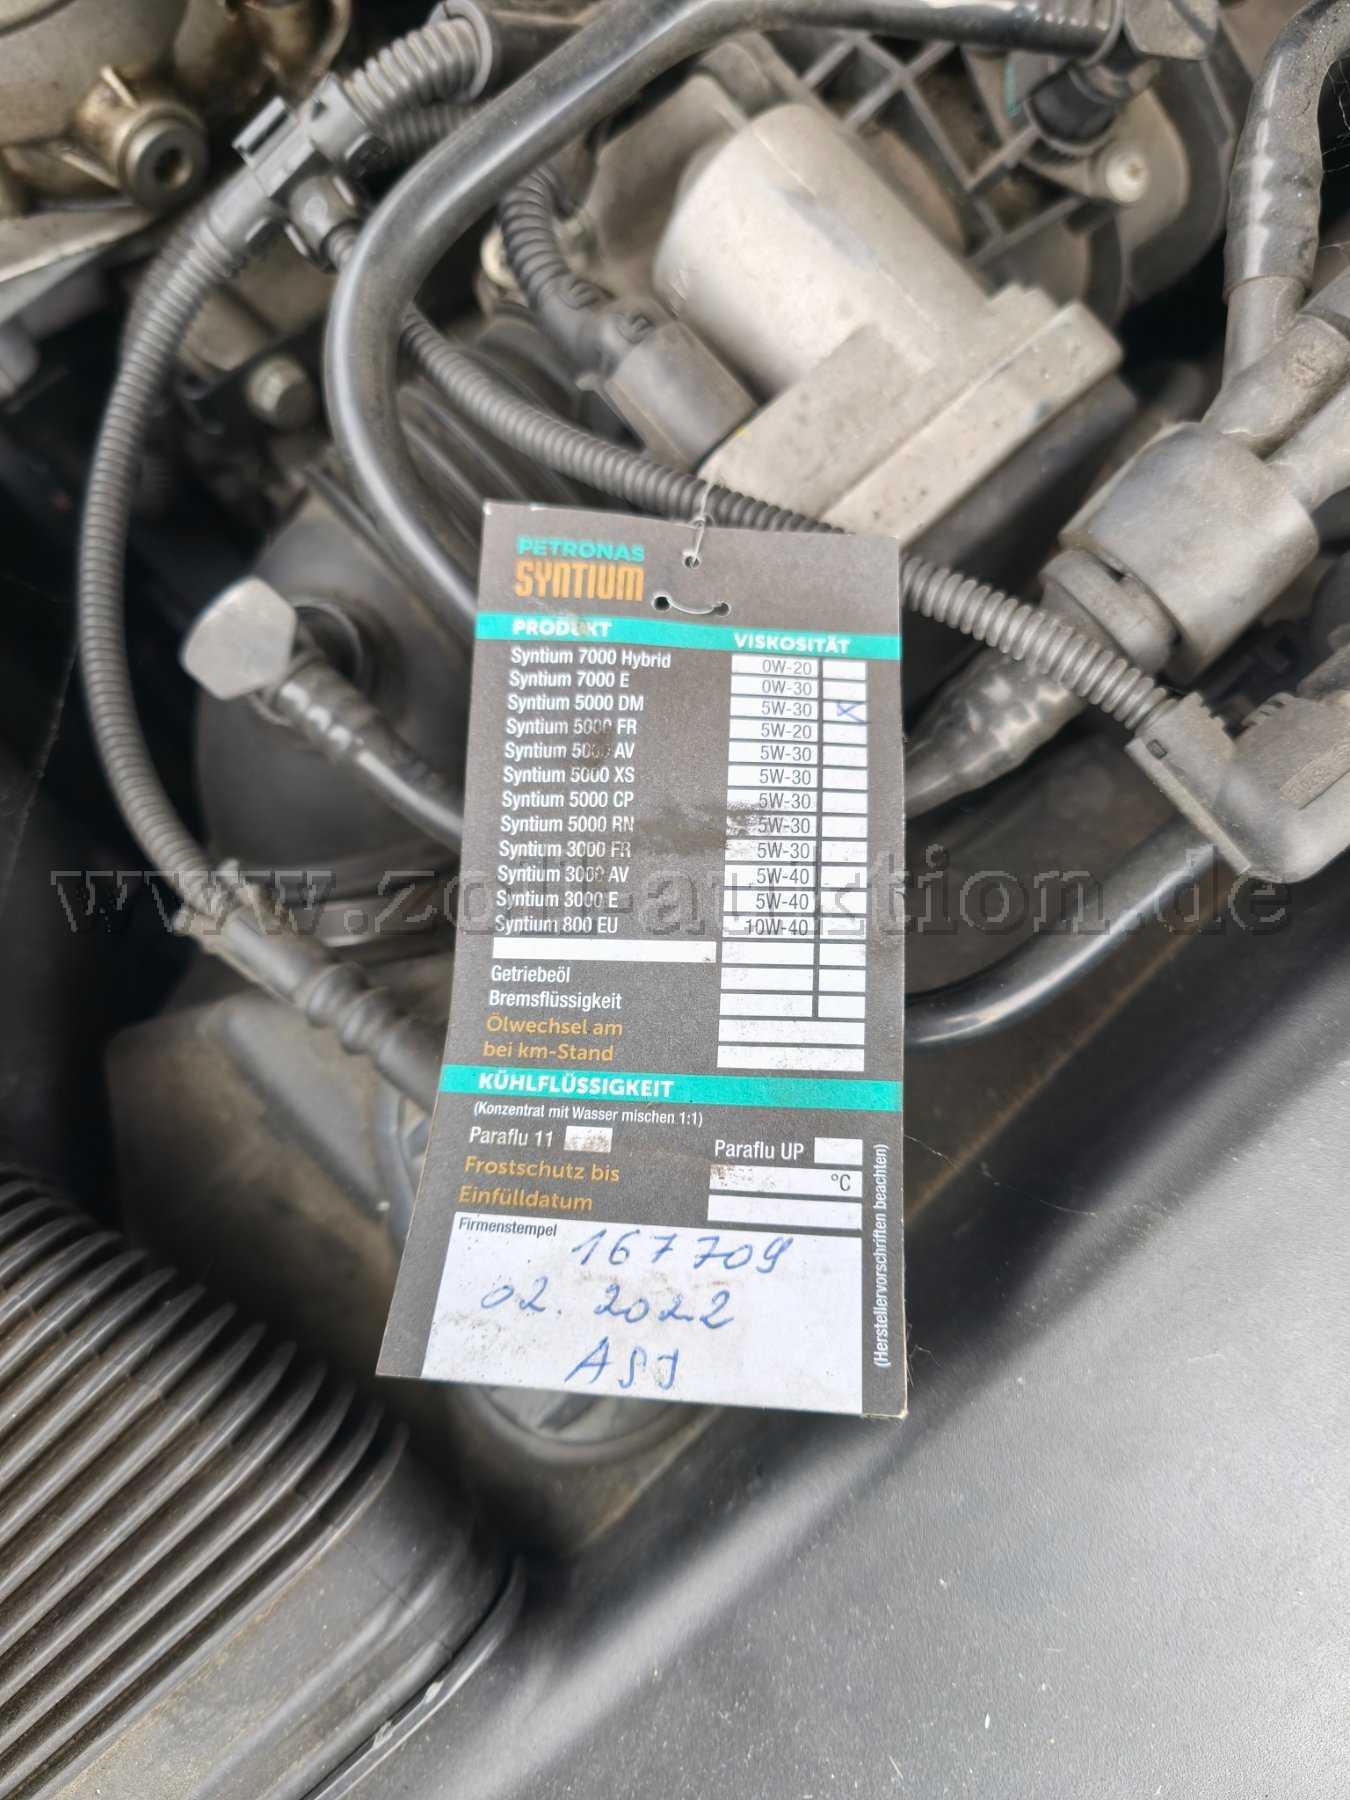 PETRONAS
SYNTIUM
PRODUKT VISKOSITÄT
Syntium 7000 Hybrid 0W-20
Syntium 7000 E 0W-30
Syntium 5000 DM 5W-30
Syntium 5000 FR 5W-20
Syntium 5000 AV 5W-30
Syntium 5000 XS 5W-30
Syntium 5000 CP 5W-30
Syntium 5000 RN 5W-30
Syntium 3000 FR 5W-30
Syntium 3000 AV 5W-40
Syntium 3000 E 5W-40
www.zoll-auktion.de
Syntium 800 EU 10W-40
Getriebeöl
Bremsflüssigkeit
Ölwechsel am
bei km-Stand
KÜHLFLÜSSIGKEIT
(Konzentrat mit Wasser mischen 1:1)
Paraflu 11 Paraflu UP
Frostschutz bis °C
Einfülldatum
(Herstellervorschriften beachten)
Firmenstempel
167709
02. 2022
ASJ